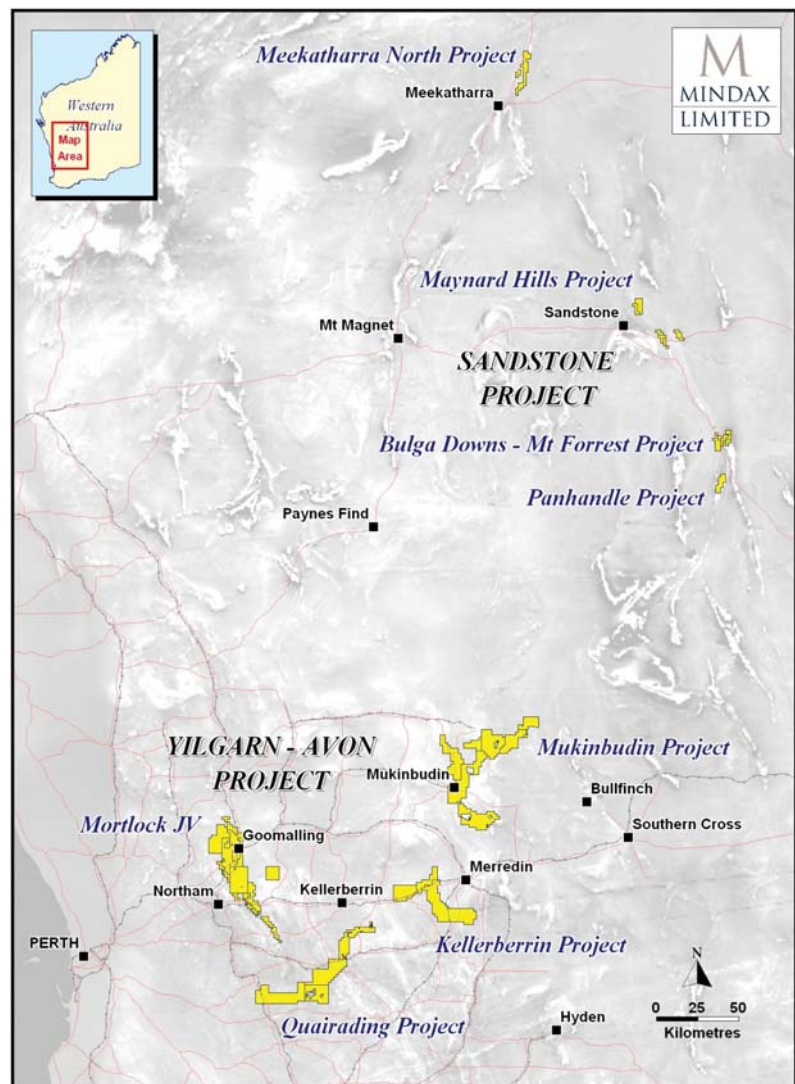 Meekatharra North Project
Meekatharra
M
MINDAX
LIMITED
Western
Australia
Map
Area
Maynard Hills Project
Sandstone
Mt Magnet
SANDSTONE
PROJECT
Bulga Downs - Mt Forrest Project
Panhandle Project
Paynes Find
YILGARN - AVON
PROJECT
Mukinbudin Project
Mukinbudin
Bullfinch
Mortlock JV
Goomalling
Southern Cross
Merredin
Northam
Kellerberrin
Kellerberrin Project
PERTH
N
0 25 50
Kilometres
Quairading Project
Hyden